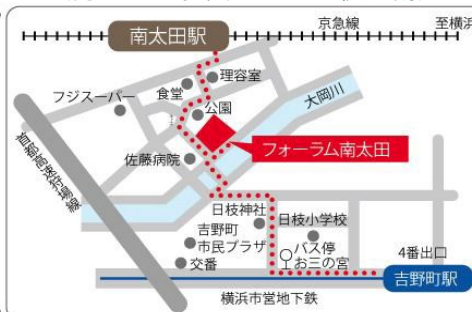 南太田駅
京急線
至横浜
理容室
食堂
フジスーパー
公園
大岡川
首都高速狩場線
フォーラム南太田
佐藤病院
日枝神社
日枝小学校
吉野町
市民プラザ
バス停
お三の宮
4番出口
交番
吉野町駅
横浜市営地下鉄